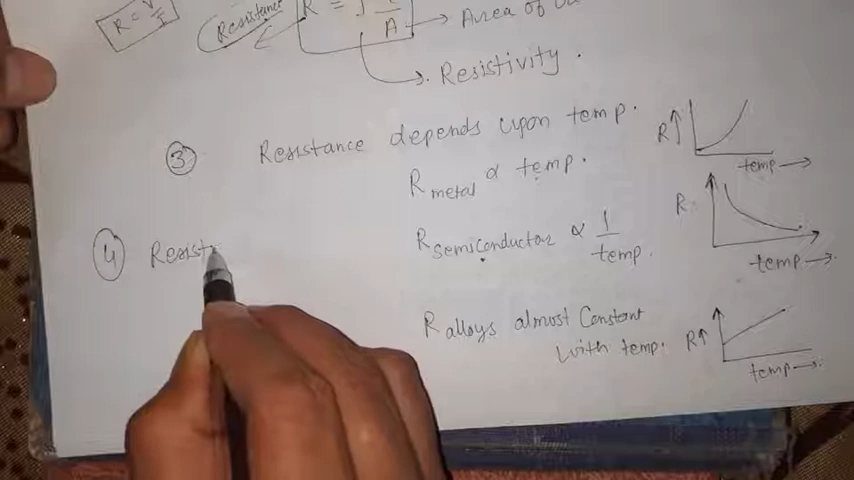 R = V/I
Resistance
R = ρ l/A
Area of
Resistivity.
③ Resistance depends upon temp.
R↑
temp →
R metal ∝ temp.
R
temp →
R semiconductor ∝ 1/temp.
④ Resist
R alloys almost Constant
with temp.
R↑
temp →